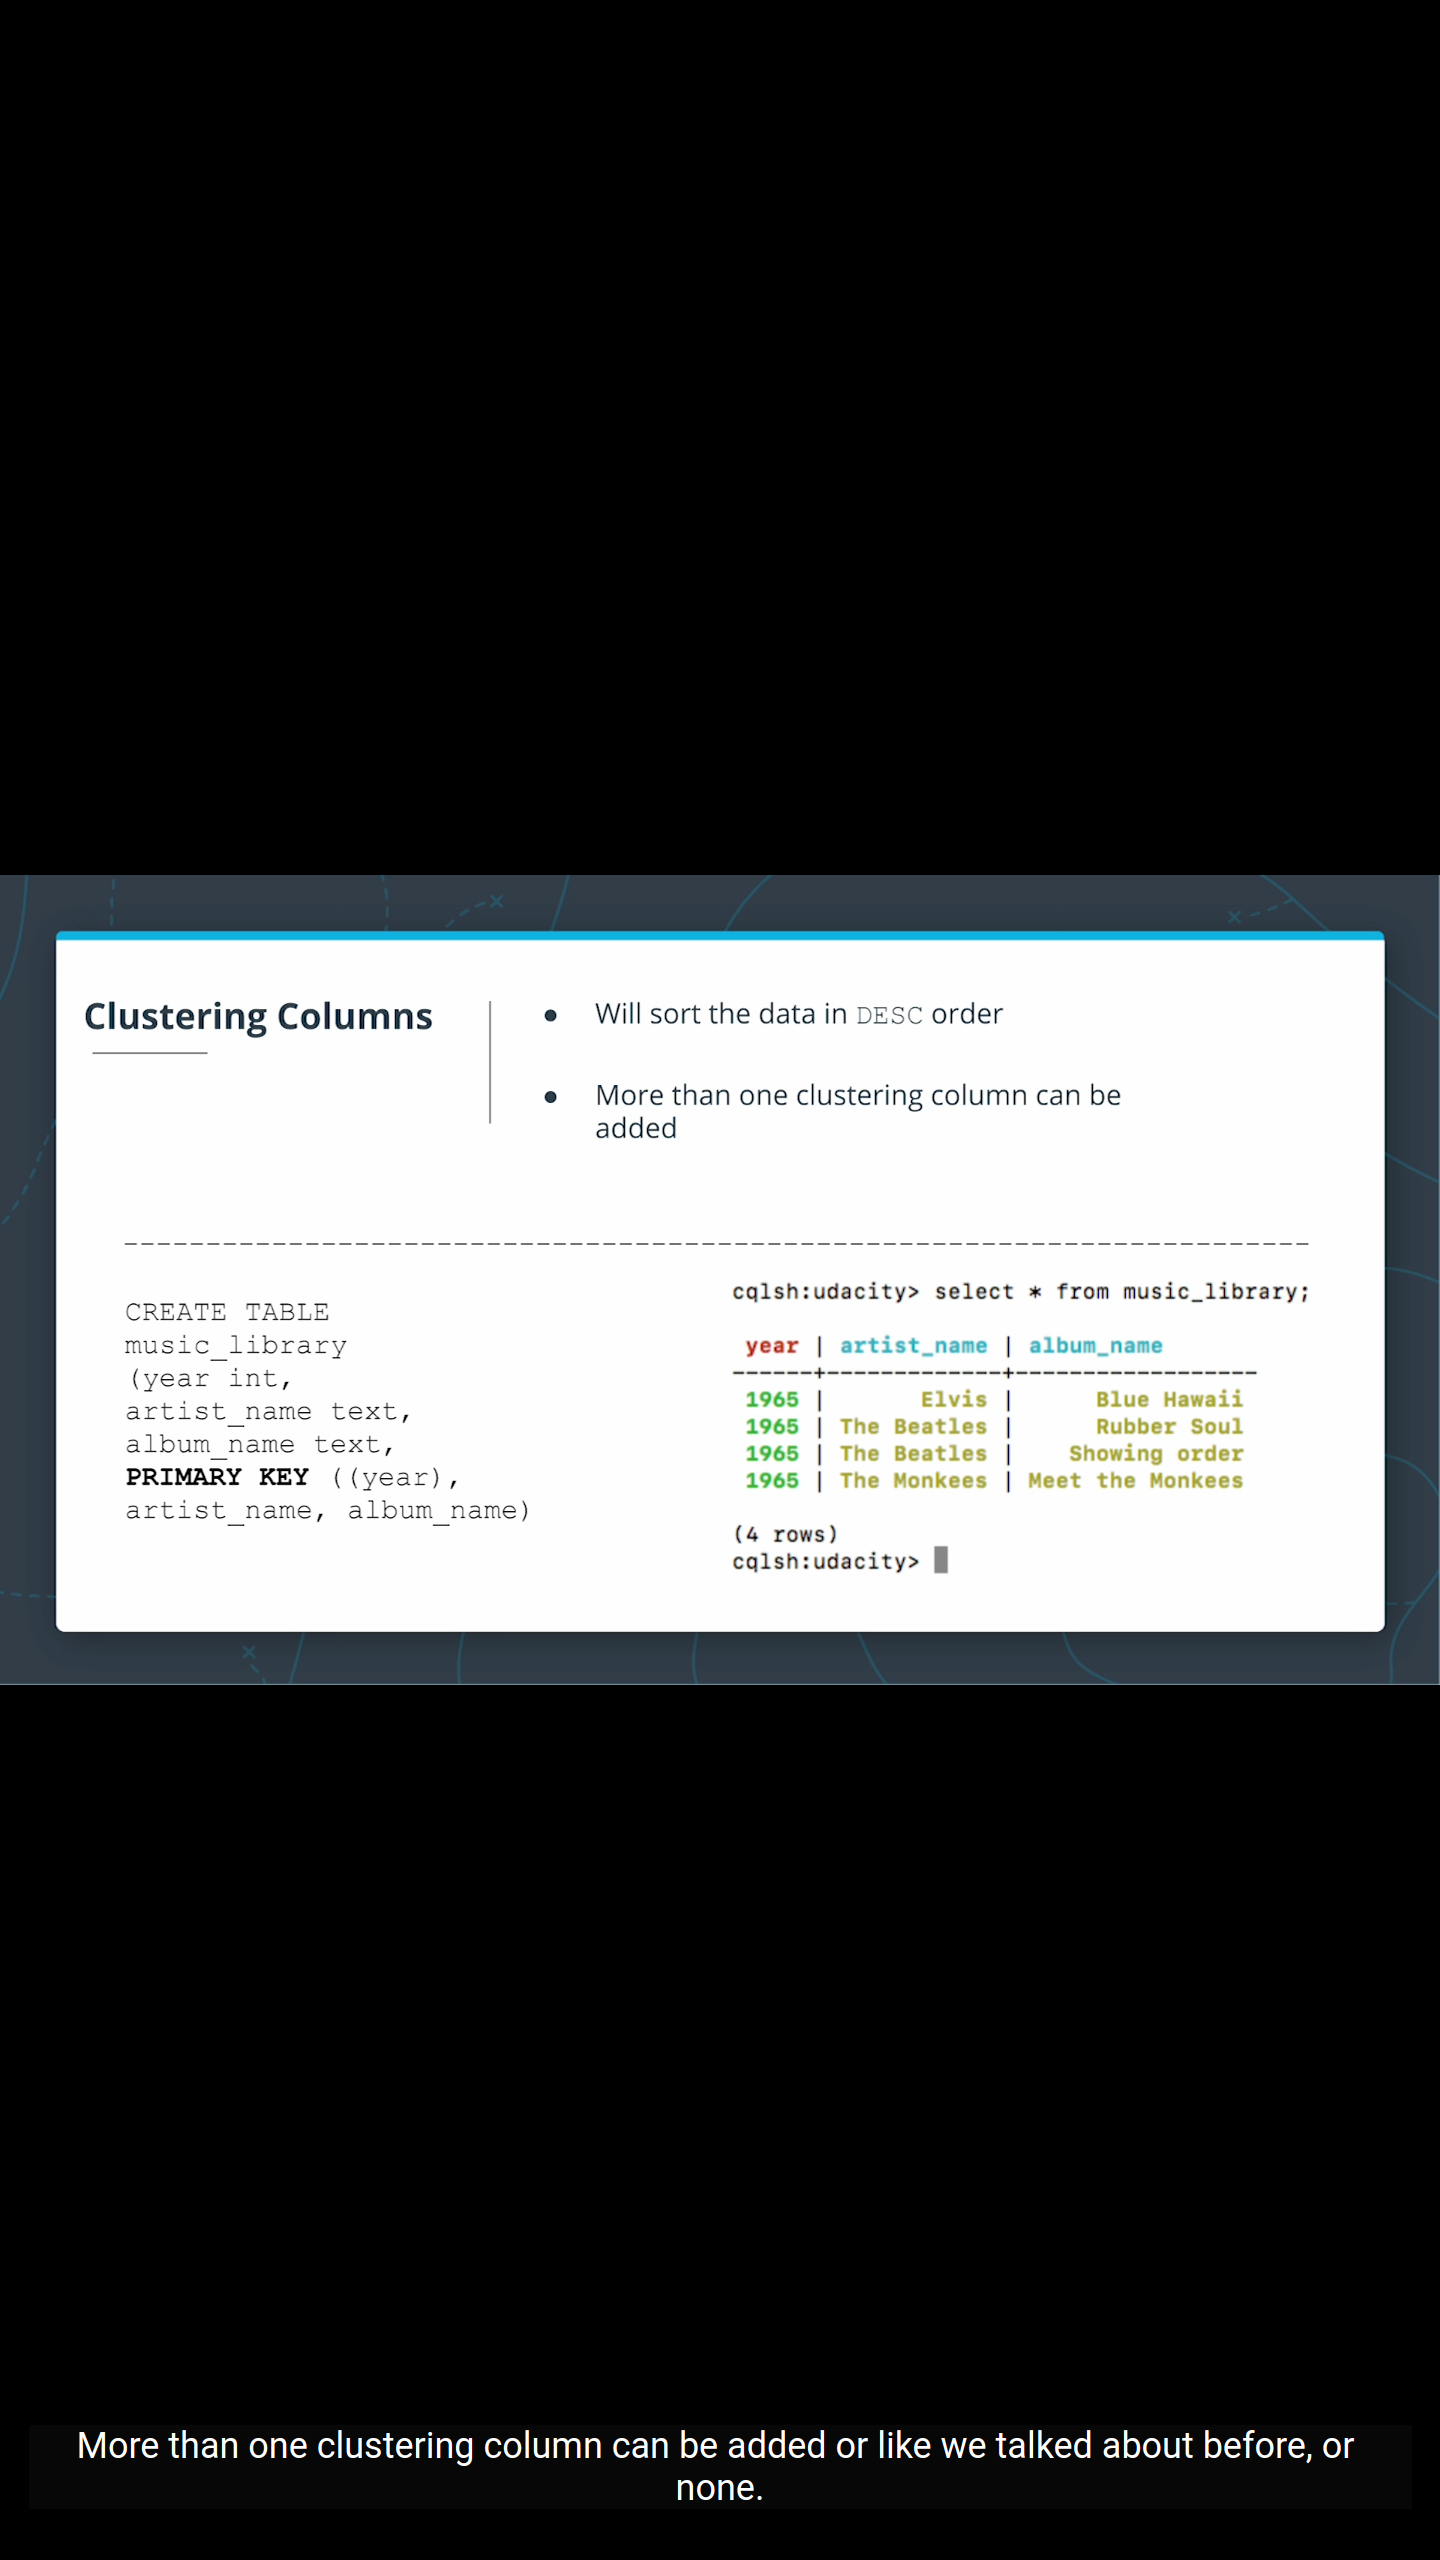 Clustering Columns
● Will sort the data in DESC order
● More than one clustering column can be
added
CREATE TABLE
music_library
(year int,
artist_name text,
album_name text,
PRIMARY KEY ((year),
artist_name, album_name)
cqlsh:udacity> select * from music_library;
year | artist_name | album_name
------+-------------+------------------
1965 | Elvis | Blue Hawaii
1965 | The Beatles | Rubber Soul
1965 | The Beatles | Showing order
1965 | The Monkees | Meet the Monkees
(4 rows)
cqlsh:udacity>
More than one clustering column can be added or like we talked about before, or
none.